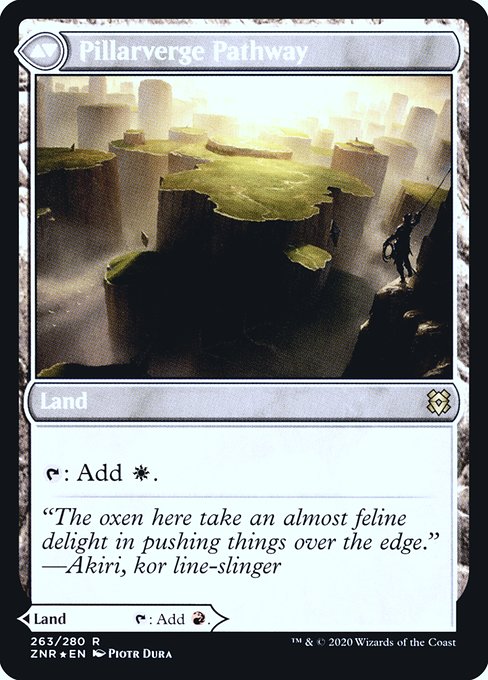 Pillarverge Pathway
Land
: Add .
“The oxen here take an almost feline
delight in pushing things over the edge.”
—Akiri, kor line-slinger
Land : Add .
263/280 R
ZNR★EN Piotr Dura
™ & © 2020 Wizards of the Coast